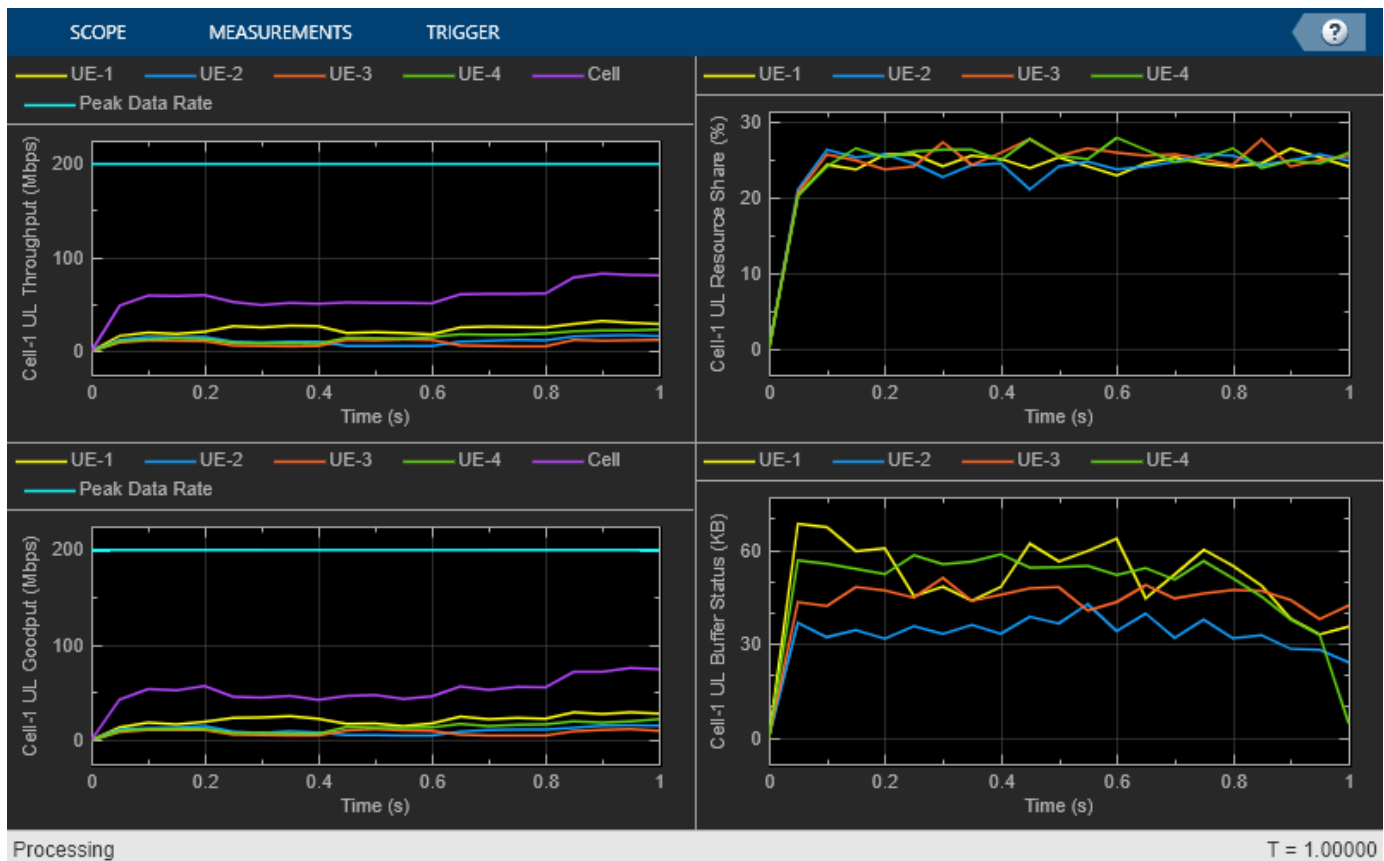 SCOPE MEASUREMENTS TRIGGER ?
UE-1 UE-2 UE-3 UE-4 Cell
Peak Data Rate
Cell-1 UL Throughput (Mbps)
200
100
0
0 0.2 0.4 0.6 0.8 1
Time (s)
UE-1 UE-2 UE-3 UE-4
Cell-1 UL Resource Share (%)
30
20
10
0
0 0.2 0.4 0.6 0.8 1
Time (s)
UE-1 UE-2 UE-3 UE-4 Cell
Peak Data Rate
Cell-1 UL Goodput (Mbps)
200
100
0
0 0.2 0.4 0.6 0.8 1
Time (s)
UE-1 UE-2 UE-3 UE-4
Cell-1 UL Buffer Status (KB)
60
30
0
0 0.2 0.4 0.6 0.8 1
Time (s)
Processing T = 1.00000